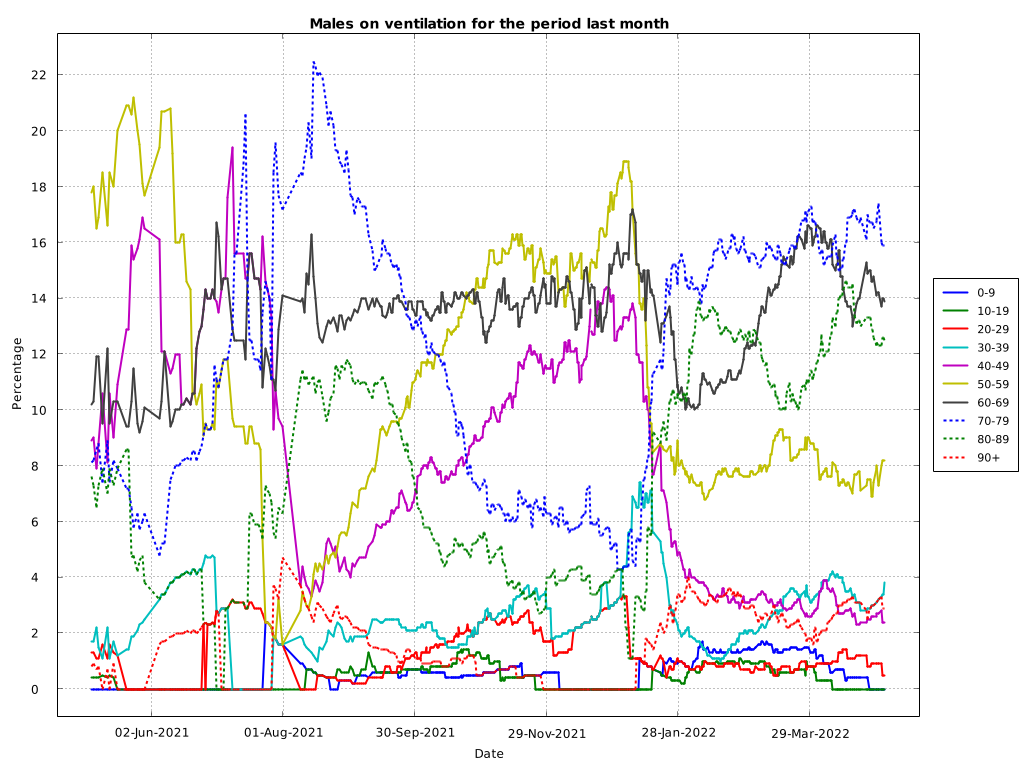 Males on ventilation for the period last month
22
20
18
16
14
12
10
8
6
4
2
0
Percentage
02-Jun-2021
01-Aug-2021
30-Sep-2021
29-Nov-2021
28-Jan-2022
29-Mar-2022
Date
0-9
10-19
20-29
30-39
40-49
50-59
60-69
70-79
80-89
90+